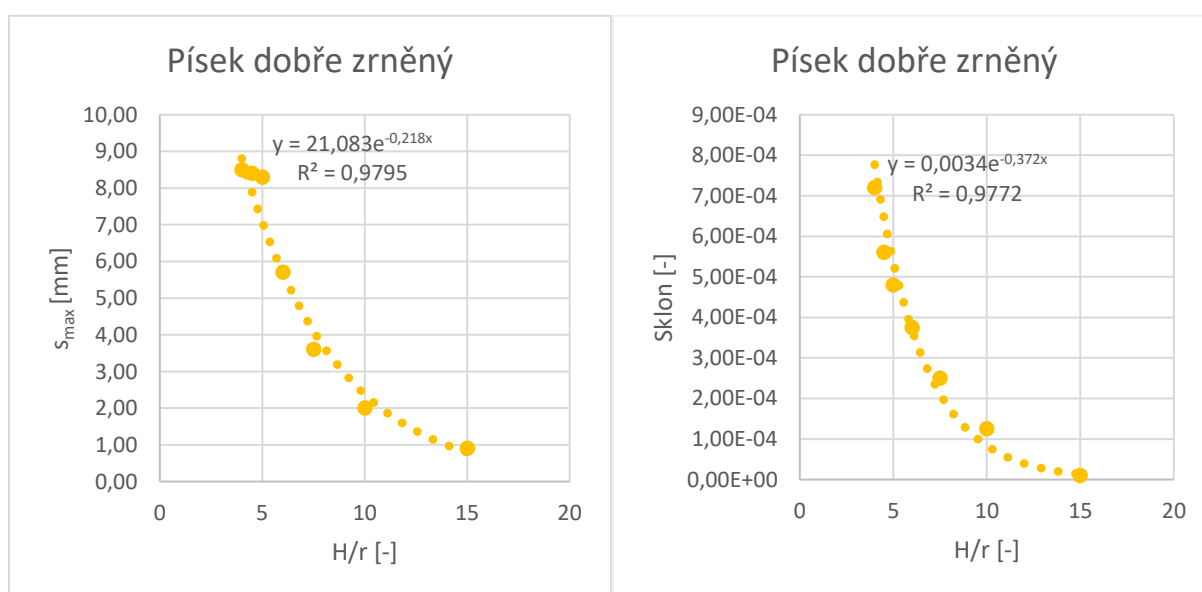 Písek dobře zrněný
10,00
9,00
8,00
7,00
6,00
5,00
4,00
3,00
2,00
1,00
0,00
s_max [mm]
y = 21,083e^-0,218x
R² = 0,9795
0 5 10 15 20
H/r [-]
Písek dobře zrněný
9,00E-04
8,00E-04
7,00E-04
6,00E-04
5,00E-04
4,00E-04
3,00E-04
2,00E-04
1,00E-04
0,00E+00
Sklon [-]
y = 0,0034e^-0,372x
R² = 0,9772
0 5 10 15 20
H/r [-]